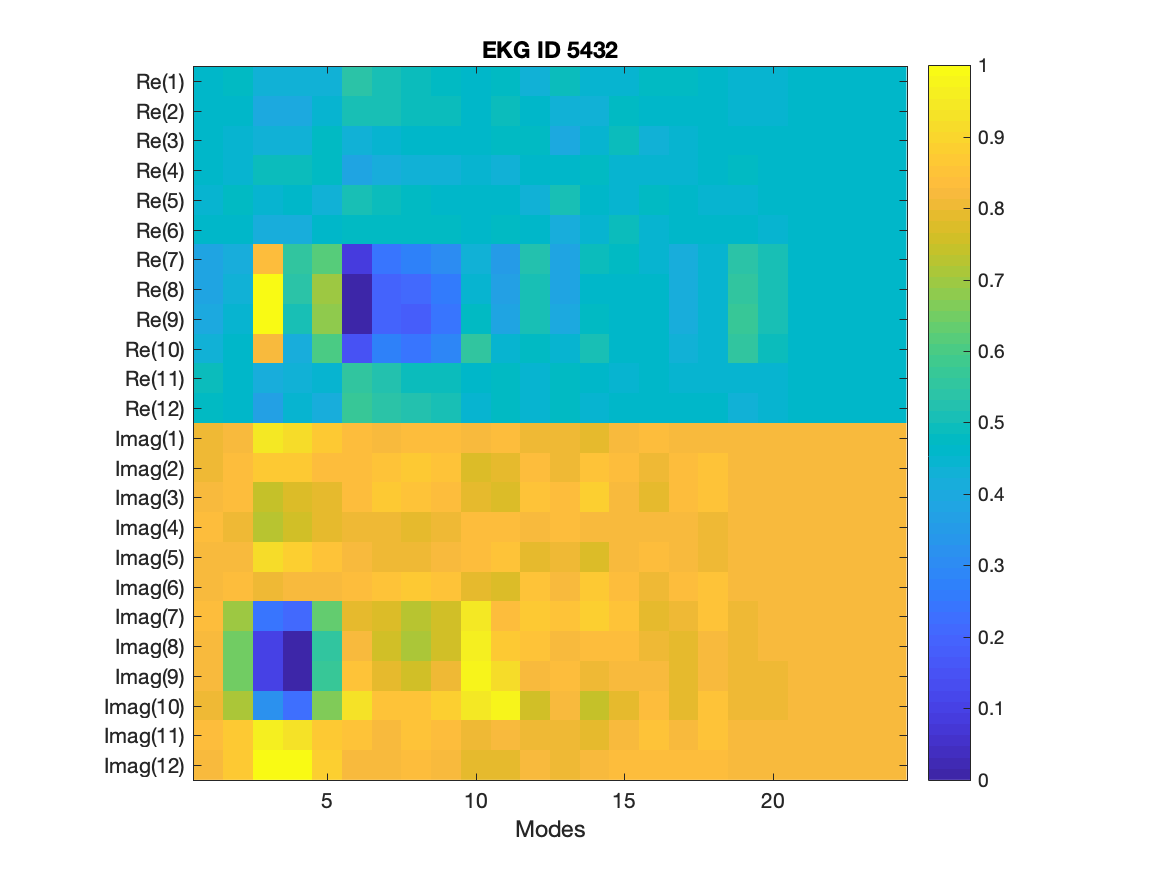 EKG ID 5432
Re(1)
Re(2)
Re(3)
Re(4)
Re(5)
Re(6)
Re(7)
Re(8)
Re(9)
Re(10)
Re(11)
Re(12)
Imag(1)
Imag(2)
Imag(3)
Imag(4)
Imag(5)
Imag(6)
Imag(7)
Imag(8)
Imag(9)
Imag(10)
Imag(11)
Imag(12)
5 10 15 20
Modes
1
0.9
0.8
0.7
0.6
0.5
0.4
0.3
0.2
0.1
0